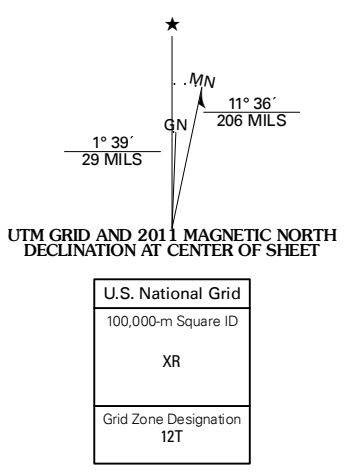 ★
MN
GN
11° 36´
206 MILS
1° 39´
29 MILS
UTM GRID AND 2011 MAGNETIC NORTH
DECLINATION AT CENTER OF SHEET
U.S. National Grid
100,000-m Square ID
XR
Grid Zone Designation
12T